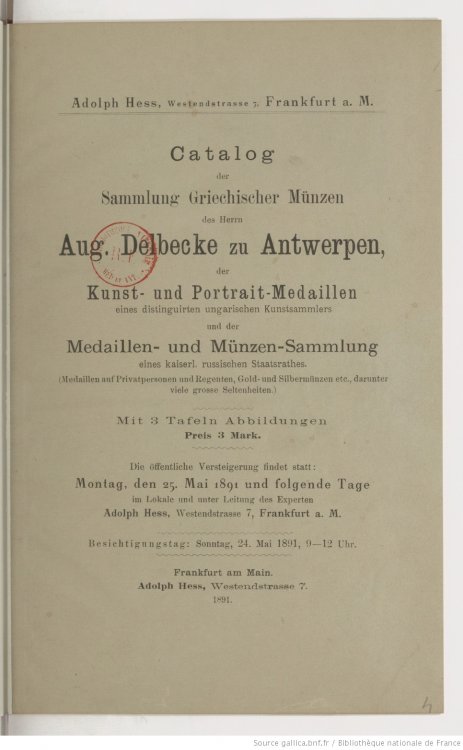 Adolph Hess, Westendstrasse 7, Frankfurt a. M.
Catalog
der
Sammlung Griechischer Münzen
des Herrn
Aug. Delbecke zu Antwerpen,
der
Kunst- und Portrait-Medaillen
eines distinguirten ungarischen Kunstsammlers
und der
Medaillen- und Münzen-Sammlung
eines kaiserl. russischen Staatsrathes.
(Medaillen auf Privatpersonen und Regenten, Gold- und Silbermünzen etc., darunter
viele grosse Seltenheiten.)
Mit 3 Tafeln Abbildungen
Preis 3 Mark.
Die öffentliche Versteigerung findet statt:
Montag, den 25. Mai 1891 und folgende Tage
im Lokale und unter Leitung des Experten
Adolph Hess, Westendstrasse 7, Frankfurt a. M.
Besichtigungstag: Sonntag, 24. Mai 1891, 9—12 Uhr.
Frankfurt am Main.
Adolph Hess, Westendstrasse 7.
1891.
Source gallica.bnf.fr / Bibliothèque nationale de France